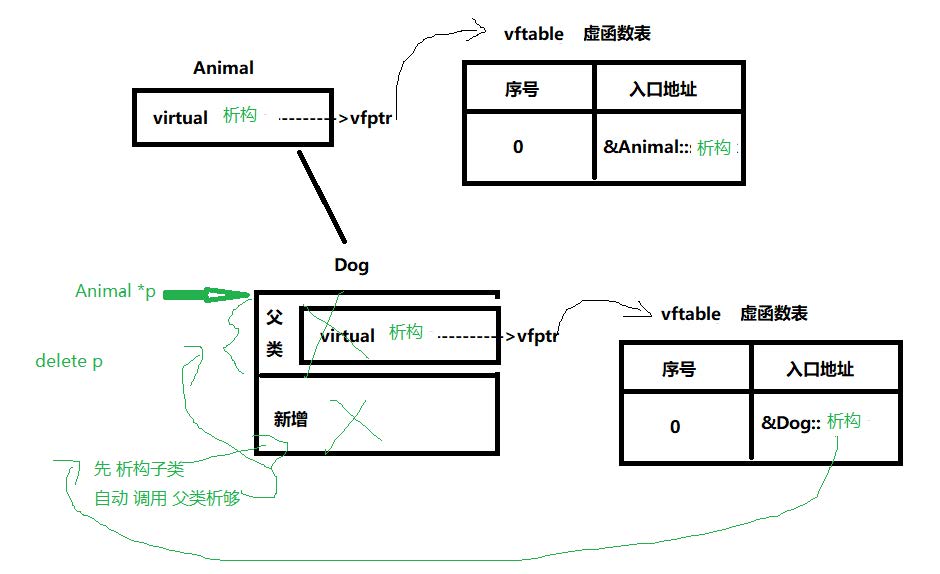 vftable 虚函数表
Animal
序号 入口地址
virtual 析构 ---------->vfptr
0 &Animal:: 析构
Dog
Animal *p
父类
virtual 析构 ---------->vfptr
vftable 虚函数表
delete p
序号 入口地址
新增
0 &Dog:: 析构
先 析构子类
自动 调用 父类析够